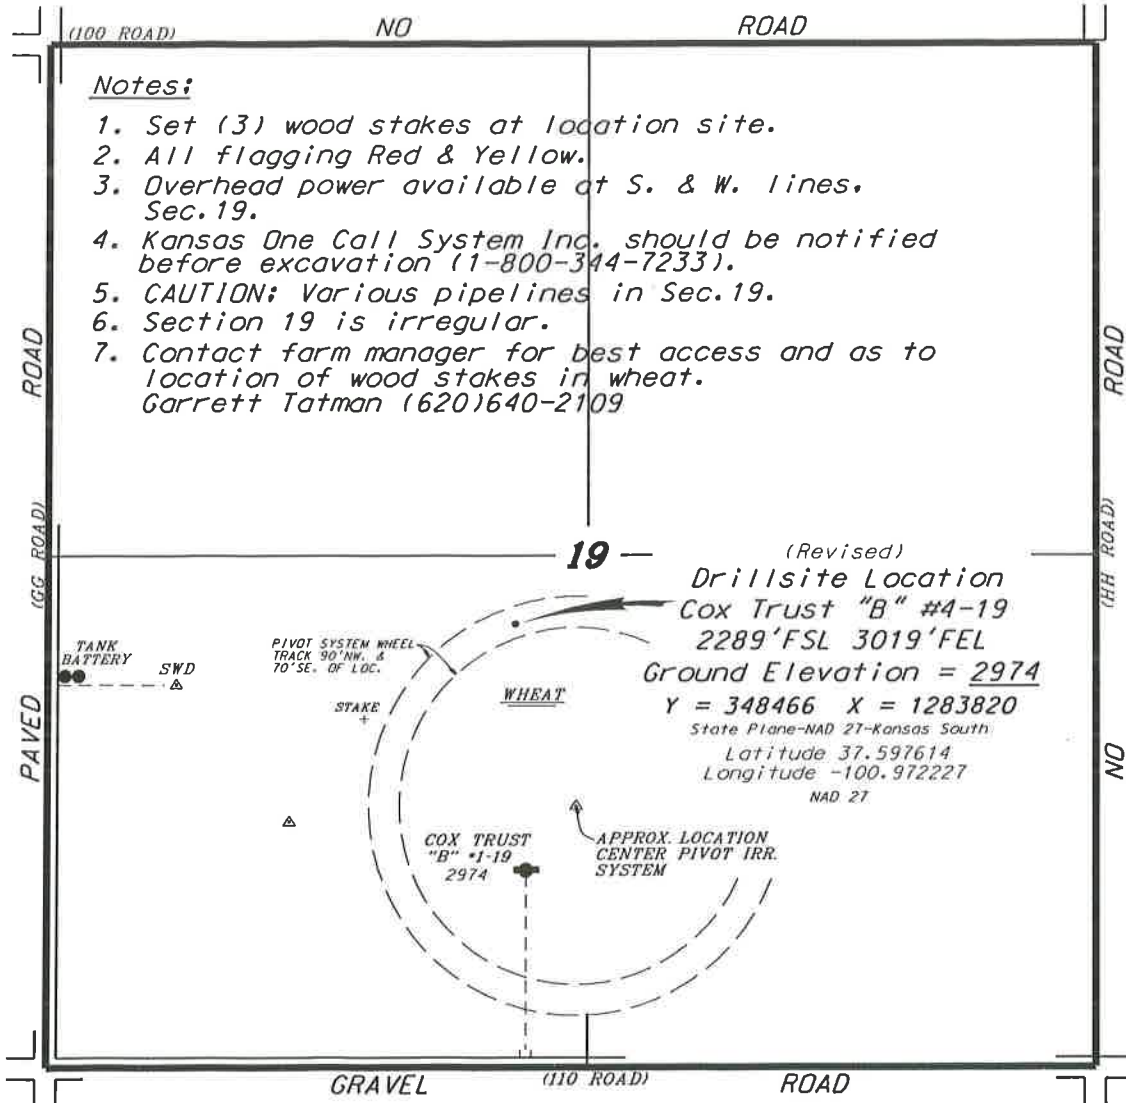 (100 ROAD) NO ROAD
Notes:
1. Set (3) wood stakes at location site.
2. All flagging Red & Yellow.
3. Overhead power available at S. & W. lines,
Sec.19.
4. Kansas One Call System Inc. should be notified
before excavation (1-800-344-7233).
5. CAUTION: Various pipelines in Sec.19.
6. Section 19 is irregular.
7. Contact farm manager for best access and as to
location of wood stakes in wheat.
Garrett Tatman (620)640-2109
ROAD
(GG ROAD)
PAVED
ROAD
(HH ROAD)
NO
19
(Revised)
Drillsite Location
Cox Trust "B" #4-19
2289'FSL 3019'FEL
Ground Elevation = 2974
Y = 348466 X = 1283820
State Plane-NAD 27-Kansas South
Latitude 37.597614
Longitude -100.972227
NAD 27
PIVOT SYSTEM WHEEL
TRACK 90'NW. &
70'SE. OF LOC.
TANK
BATTERY
SWD
STAKE
WHEAT
COX TRUST
"B" #1-19
2974
APPROX. LOCATION
CENTER PIVOT IRR.
SYSTEM
GRAVEL (110 ROAD) ROAD